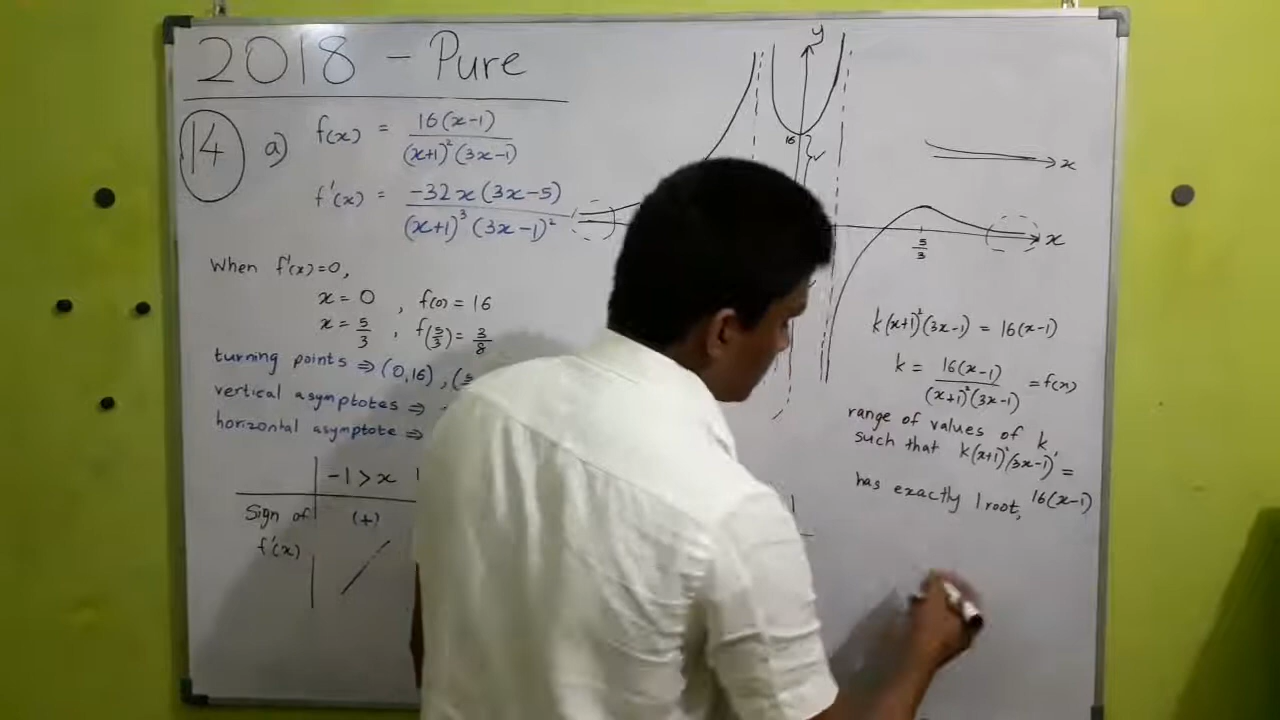 2018 - Pure
14 a) f(x) = 16(x-1) / (x+1)²(3x-1)
f'(x) = -32x(3x-5) / (x+1)³(3x-1)²
When f'(x)=0,
x = 0 , f(0) = 16
x = 5/3 , f(5/3) = 3/8
turning points ⇒ (0,16) , (
vertical asymptotes ⇒
horizontal asymptote ⇒
-1 > x
Sign of (+)
f'(x)
y
16
x
x
5/3
k(x+1)²(3x-1) = 16(x-1)
k = 16(x-1) / (x+1)²(3x-1) = f(x)
range of values of k,
such that k(x+1)²(3x-1) =
16(x-1)
has exactly 1 root,